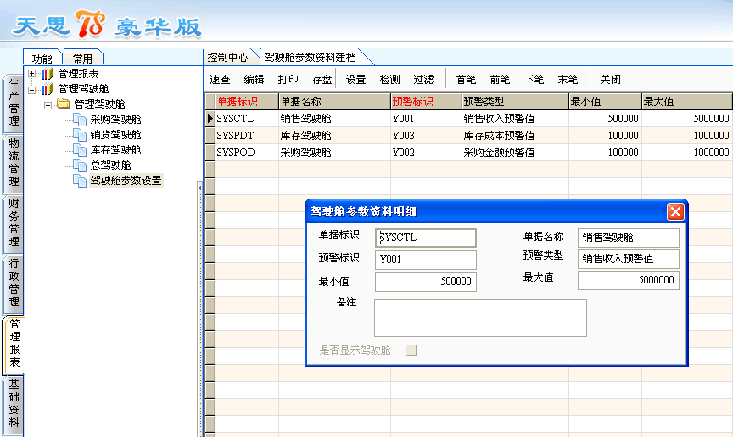 天思 T8 豪华版
功能 常用
控制中心 驾驶舱参数资料建档
速查 编辑 打印 存盘 设置 检测 过滤 首笔 前笔 下笔 末笔 关闭
管理报表
管理驾驶舱
管理驾驶舱
采购驾驶舱
销货驾驶舱
库存驾驶舱
总驾驶舱
驾驶舱参数设置
生产管理
物流管理
财务管理
行政管理
管理报表
基础资料
单据标识 单据名称 预警标识 预警类型 最小值 最大值
SYSCTL 销售驾驶舱 Y001 销售收入预警值 500000 5000000
SYSPDT 库存驾驶舱 Y003 库存成本预警值 100000 1000000
SYSPOD 采购驾驶舱 Y002 采购金额预警值 100000 1000000
驾驶舱参数资料明细
单据标识 SYSCTL 单据名称 销售驾驶舱
预警标识 Y001 预警类型 销售收入预警值
最小值 500000 最大值 5000000
备注
是否显示驾驶舱